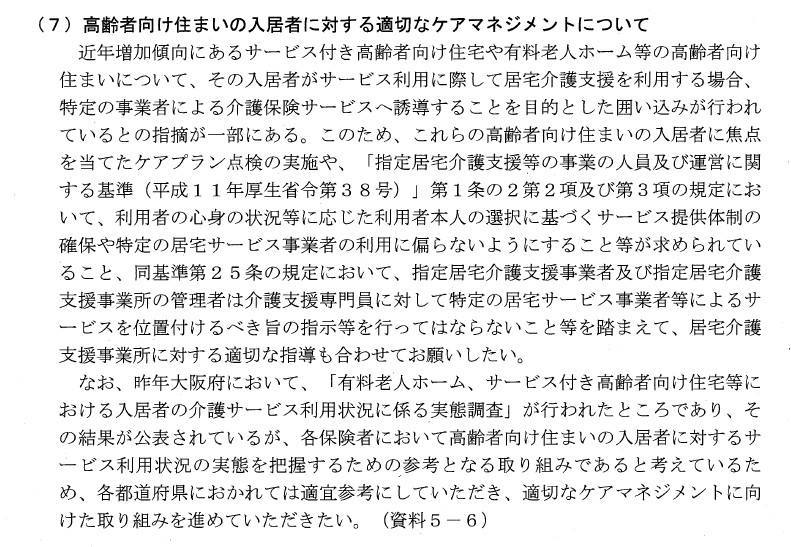 （７）高齢者向け住まいの入居者に対する適切なケアマネジメントについて
　近年増加傾向にあるサービス付き高齢者向け住宅や有料老人ホーム等の高齢者向け
住まいについて、その入居者がサービス利用に際して居宅介護支援を利用する場合、
特定の事業者による介護保険サービスへ誘導することを目的とした囲い込みが行われ
ているとの指摘が一部にある。このため、これらの高齢者向け住まいの入居者に焦点
を当てたケアプラン点検の実施や、「指定居宅介護支援等の事業の人員及び運営に関
する基準（平成１１年厚生省令第３８号）」第１条の２第２項及び第３項の規定にお
いて、利用者の心身の状況等に応じた利用者本人の選択に基づくサービス提供体制の
確保や特定の居宅サービス事業者の利用に偏らないようにすること等が求められてい
ること、同基準第２５条の規定において、指定居宅介護支援事業者及び指定居宅介護
支援事業所の管理者は介護支援専門員に対して特定の居宅サービス事業者等によるサ
ービスを位置付けるべき旨の指示等を行ってはならないこと等を踏まえて、居宅介護
支援事業所に対する適切な指導も合わせてお願いしたい。
　なお、昨年大阪府において、「有料老人ホーム、サービス付き高齢者向け住宅等に
おける入居者の介護サービス利用状況に係る実態調査」が行われたところであり、そ
の結果が公表されているが、各保険者において高齢者向け住まいの入居者に対するサ
ービス利用状況の実態を把握するための参考となる取り組みであると考えているた
め、各都道府県におかれては適宜参考にしていただき、適切なケアマネジメントに向
けた取り組みを進めていただきたい。（資料５－６）